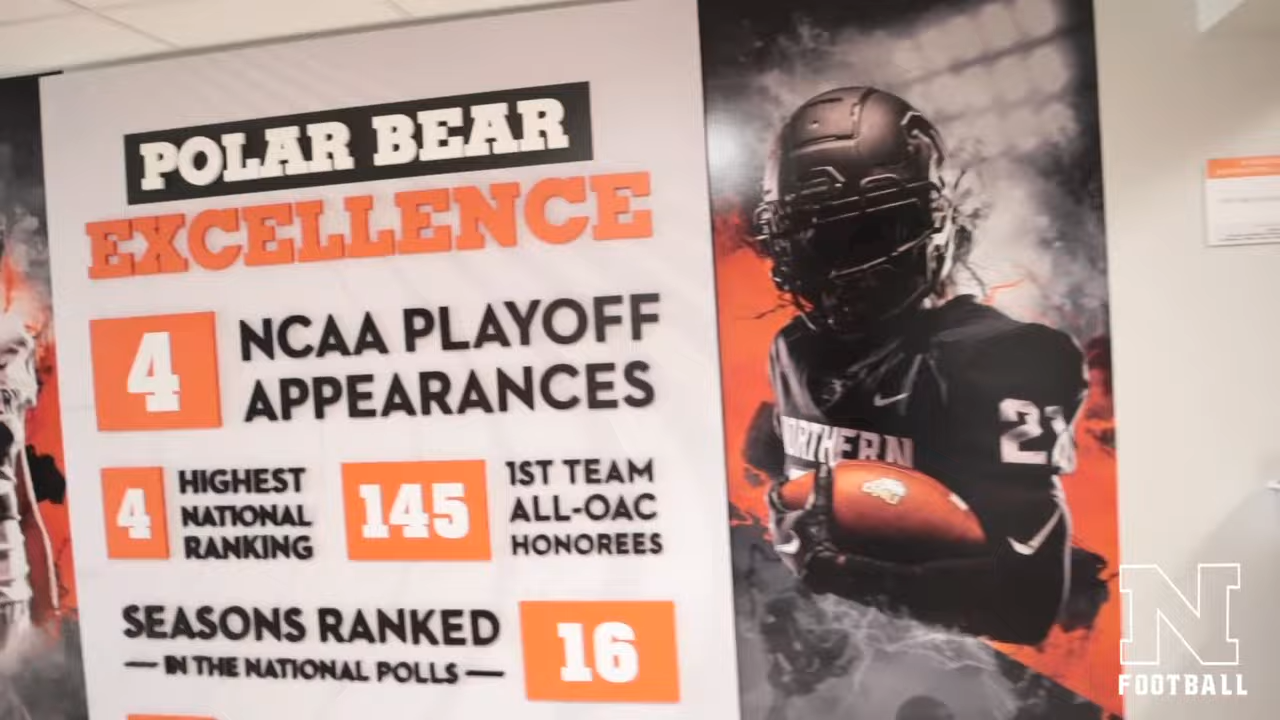 POLAR BEAR
EXCELLENCE
4
NCAA PLAYOFF
APPEARANCES
4
HIGHEST
NATIONAL
RANKING
145
1ST TEAM
ALL-OAC
HONOREES
SEASONS RANKED
IN THE NATIONAL POLLS
16
NORTHERN
21
N
FOOTBALL